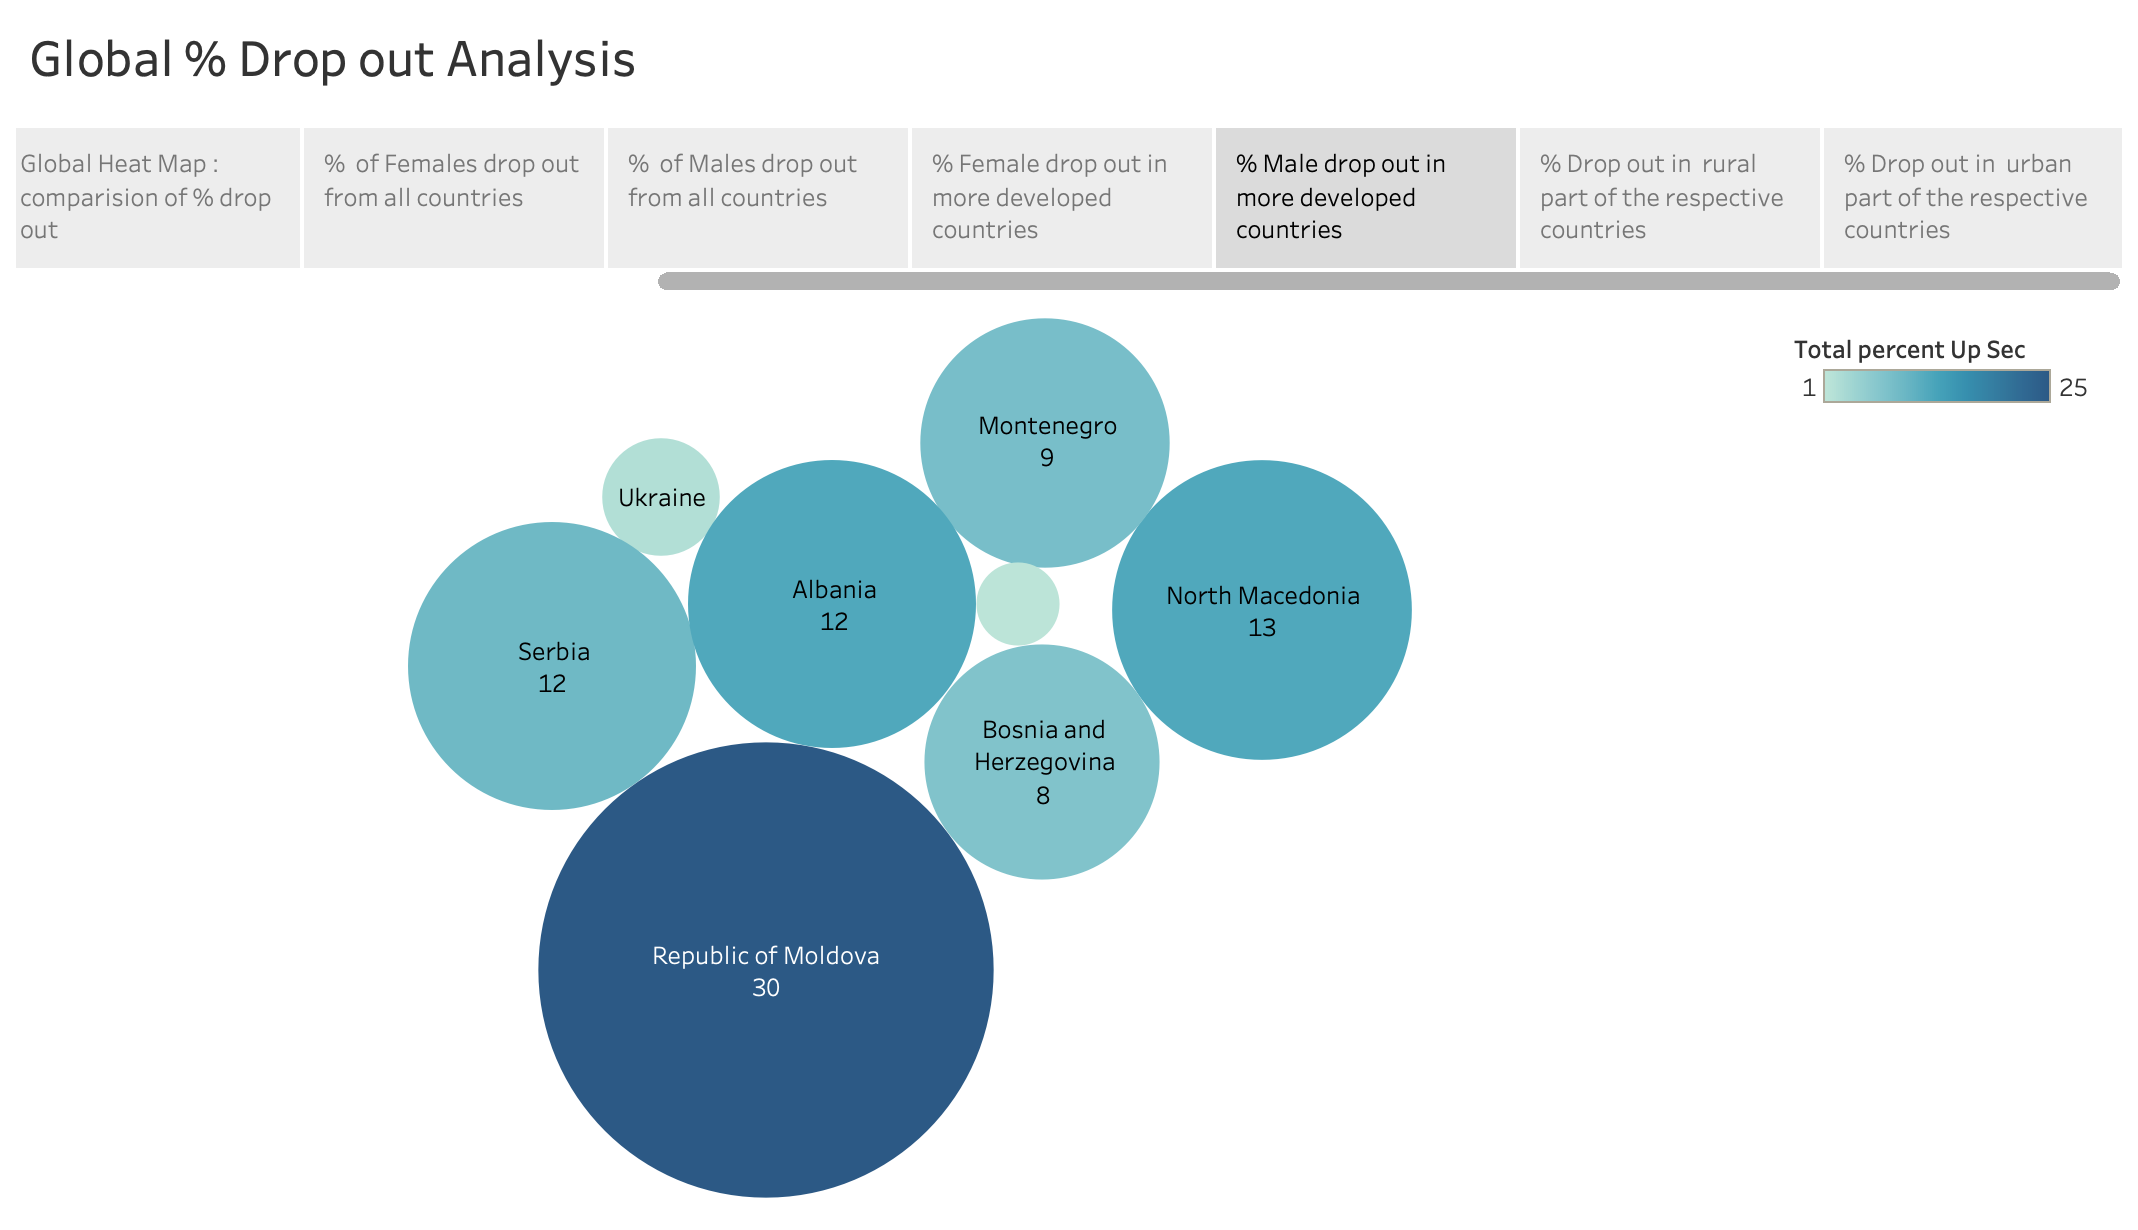 Global % Drop out Analysis
Global Heat Map :
comparision of % drop
out
% of Females drop out
from all countries
% of Males drop out
from all countries
% Female drop out in
more developed
countries
% Male drop out in
more developed
countries
% Drop out in rural
part of the respective
countries
% Drop out in urban
part of the respective
countries
Total percent Up Sec
1
25
Montenegro
9
Ukraine
Albania
12
North Macedonia
13
Serbia
12
Bosnia and
Herzegovina
8
Republic of Moldova
30